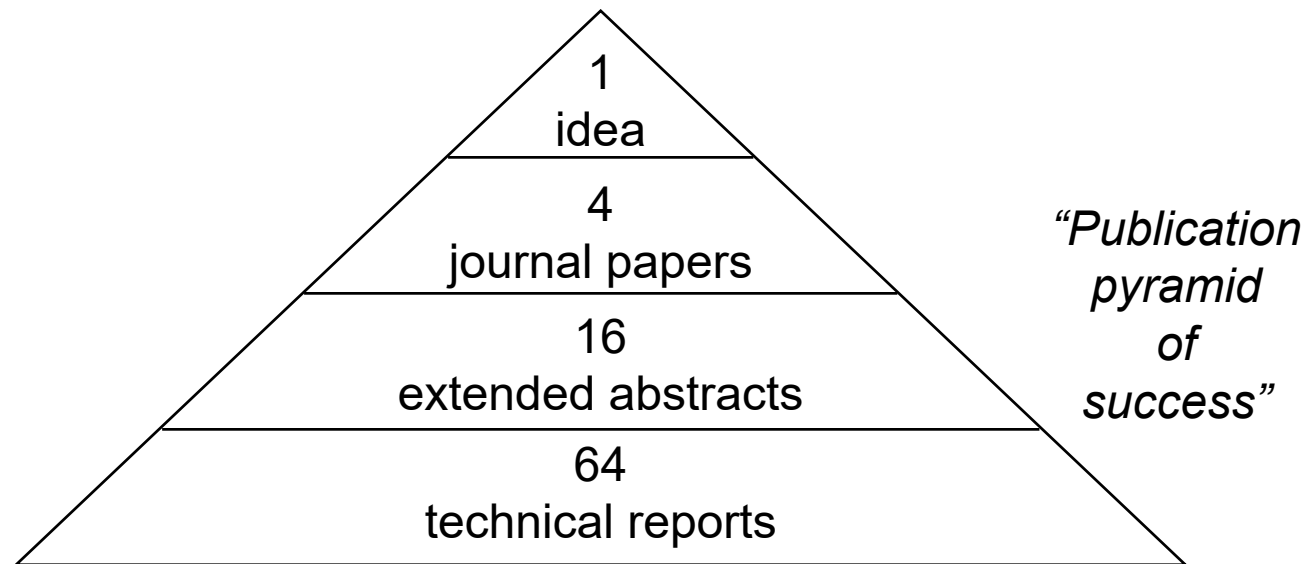 1
idea
4
journal papers
16
extended abstracts
64
technical reports
“Publication
pyramid
of
success”